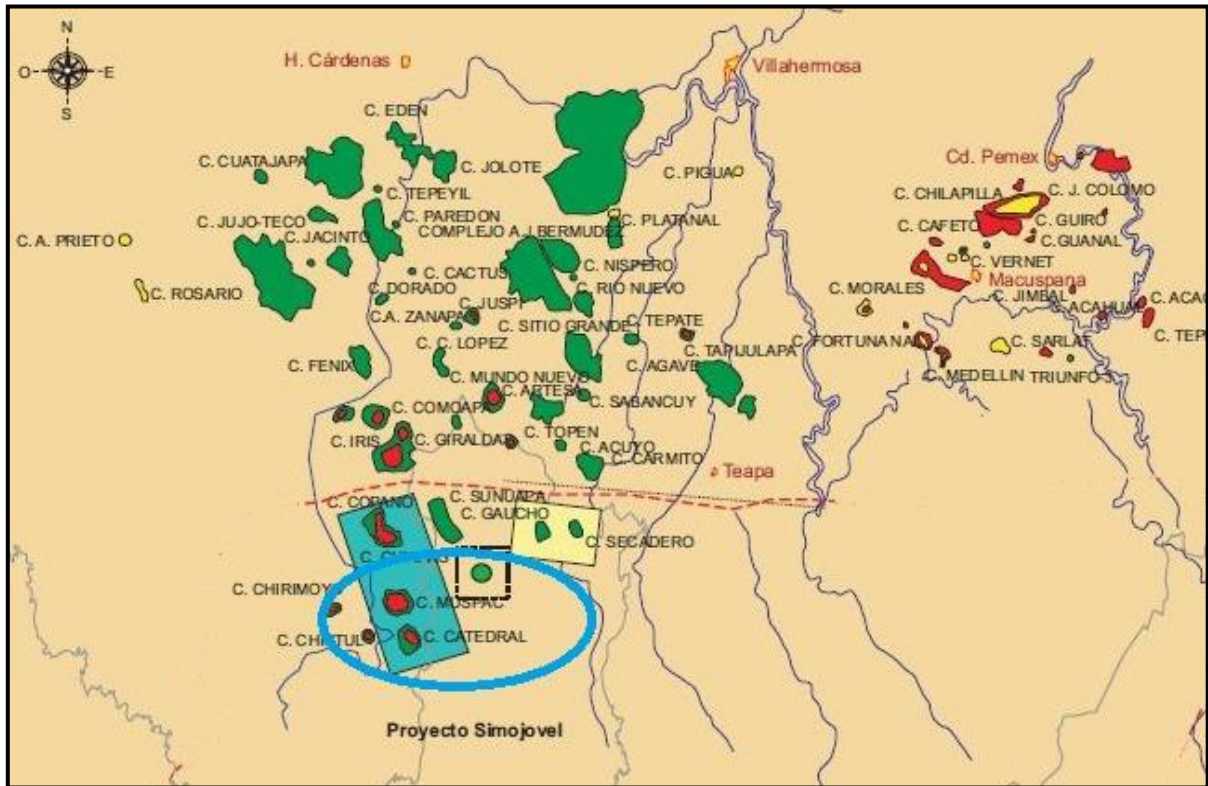 N
O E
S
H. Cárdenas
Villahermosa
C. EDEN
C. CUATAJAPA
C. JOLOTE
C. PIGUA
Cd. Pemex
C. TEPEYIL
C. CHILAPILLA
C. J. COLOMO
C. JUJO-TECO
C. PAREDON
C. PLATANAL
C. GUIRO
C. A. PRIETO
C. JACINTO
COMPLEJO A.J BERMUDEZ
C. CAFETO
C. GUANAL
C. CACTUS
C. NISPERO
C. VERNET
C. ROSARIO
C. DORADO
C. RIO NUEVO
Macuspana
C. JUSPI
C. MORALES
C. JIMBAL
C. ACAHUAL
C.A. ZANAPA
C. SITIO GRANDE
C. TEPATE
C. C. LOPEZ
C. TAPIJULAPA
C. FORTUNA NAL
C. SARLAT
C. FENIX
C. MUNDO NUEVO
C. AGAVE
C. MEDELLIN
TRIUNFO 3
C. ARTESA
C. SABANCUY
C. COMOAPA
C. IRIS
C. GIRALDAS
C. TOPEN
C. ACUYO
C. CARMITO
Teapa
C. COPANO
C. SUNUAPA
C. GAUCHO
C. SECADERO
C. MUSPAC
C. CATEDRAL
Proyecto Simojovel